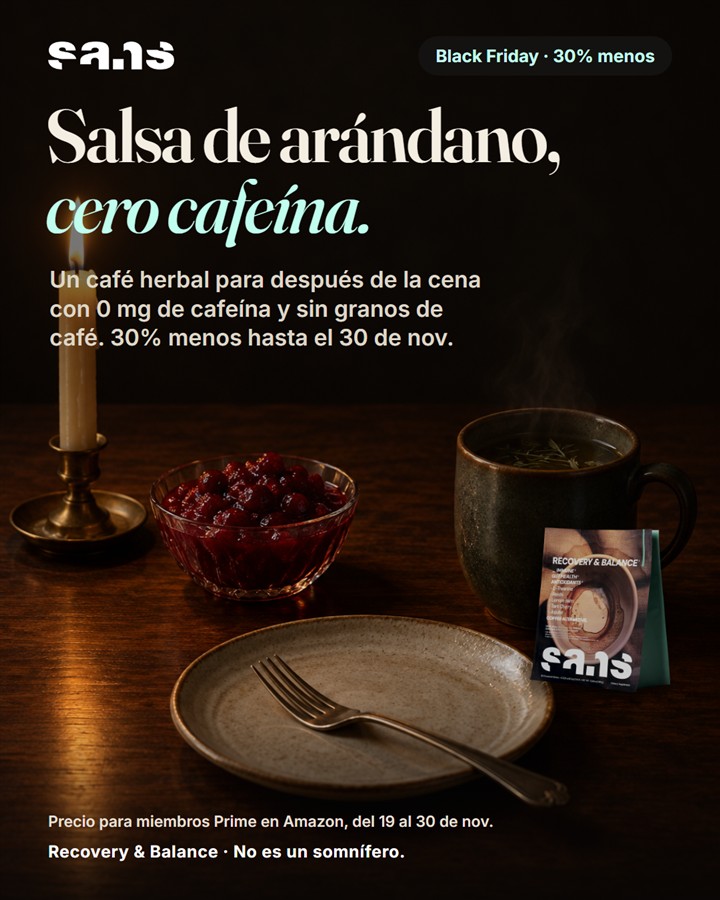 sans
Black Friday · 30% menos
Salsa de arándano,
cero cafeína.
Un café herbal para después de la cena
con 0 mg de cafeína y sin granos de
café. 30% menos hasta el 30 de nov.
RECOVERY & BALANCE
sans
Precio para miembros Prime en Amazon, del 19 al 30 de nov.
Recovery & Balance · No es un somnífero.